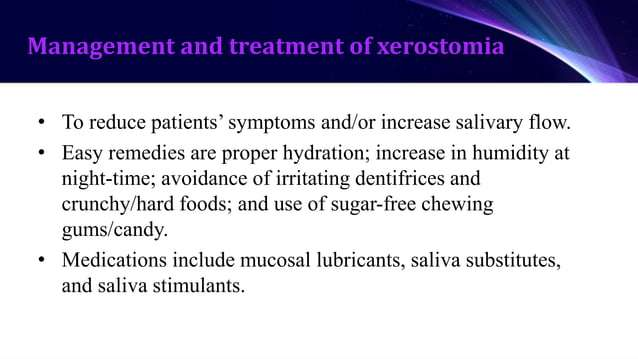 Management and treatment of xerostomia
• To reduce patients’ symptoms and/or increase salivary flow.
• Easy remedies are proper hydration; increase in humidity at
night-time; avoidance of irritating dentifrices and
crunchy/hard foods; and use of sugar-free chewing
gums/candy.
• Medications include mucosal lubricants, saliva substitutes,
and saliva stimulants.